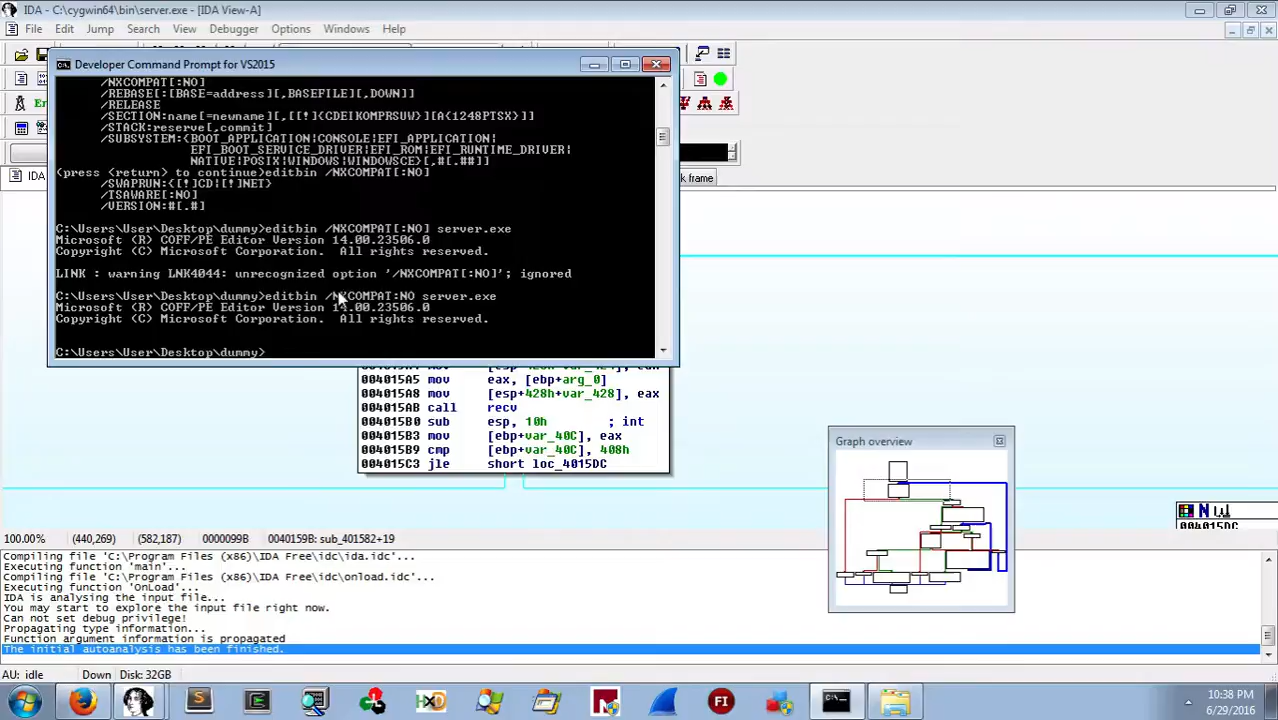 IDA - C:\cygwin64\bin\server.exe - [IDA View-A]
File Edit Jump Search View Debugger Options Windows Help
Developer Command Prompt for VS2015
/NXCOMPAT[:NO]
/REBASE:[BASE=address][,BASEFILE][,DOWN]]
/RELEASE
/SECTION:name[=newname][,[[!]{CDEIKOMPRSUW}][A{1248PTSX}]]
/STACK:reserve[,commit]
/SUBSYSTEM:{BOOT_APPLICATION|CONSOLE|EFI_APPLICATION|
EFI_BOOT_SERVICE_DRIVER|EFI_ROM|EFI_RUNTIME_DRIVER|
NATIVE|POSIX|WINDOWS|WINDOWSCE}[,#[.##]]
(press <return> to continue)editbin /NXCOMPAT[:NO]
/SWAPRUN:{[!]CD|[!]NET}
/TSAWARE[:NO]
/VERSION:#[.#]
C:\Users\User\Desktop\dummy>editbin /NXCOMPAT[:NO] server.exe
Microsoft (R) COFF/PE Editor Version 14.00.23506.0
Copyright (C) Microsoft Corporation. All rights reserved.
LINK : warning LNK4044: unrecognized option '/NXCOMPAT[:NO]'; ignored
C:\Users\User\Desktop\dummy>editbin /NXCOMPAT:NO server.exe
Microsoft (R) COFF/PE Editor Version 14.00.23506.0
Copyright (C) Microsoft Corporation. All rights reserved.
C:\Users\User\Desktop\dummy>
IDA
k frame
004015A5 mov eax, [ebp+arg_0]
004015A8 mov [esp+428h+var_428], eax
004015AB call recv
004015B0 sub esp, 10h ; int
004015B3 mov [ebp+var_40C], eax
004015B9 cmp [ebp+var_40C], 408h
004015C3 jle short loc_4015DC
Graph overview
004015DC
100.00% (440,269) (582,187) 0000099B 0040159B: sub_401582+19
Compiling file 'C:\Program Files (x86)\IDA Free\idc\ida.idc'...
Executing function 'main'...
Compiling file 'C:\Program Files (x86)\IDA Free\idc\onload.idc'...
Executing function 'OnLoad'...
IDA is analysing the input file...
You may start to explore the input file right now.
Can not set debug privilege!
Propagating type information...
Function argument information is propagated
The initial autoanalysis has been finished.
AU: idle Down Disk: 32GB
10:38 PM
6/29/2016